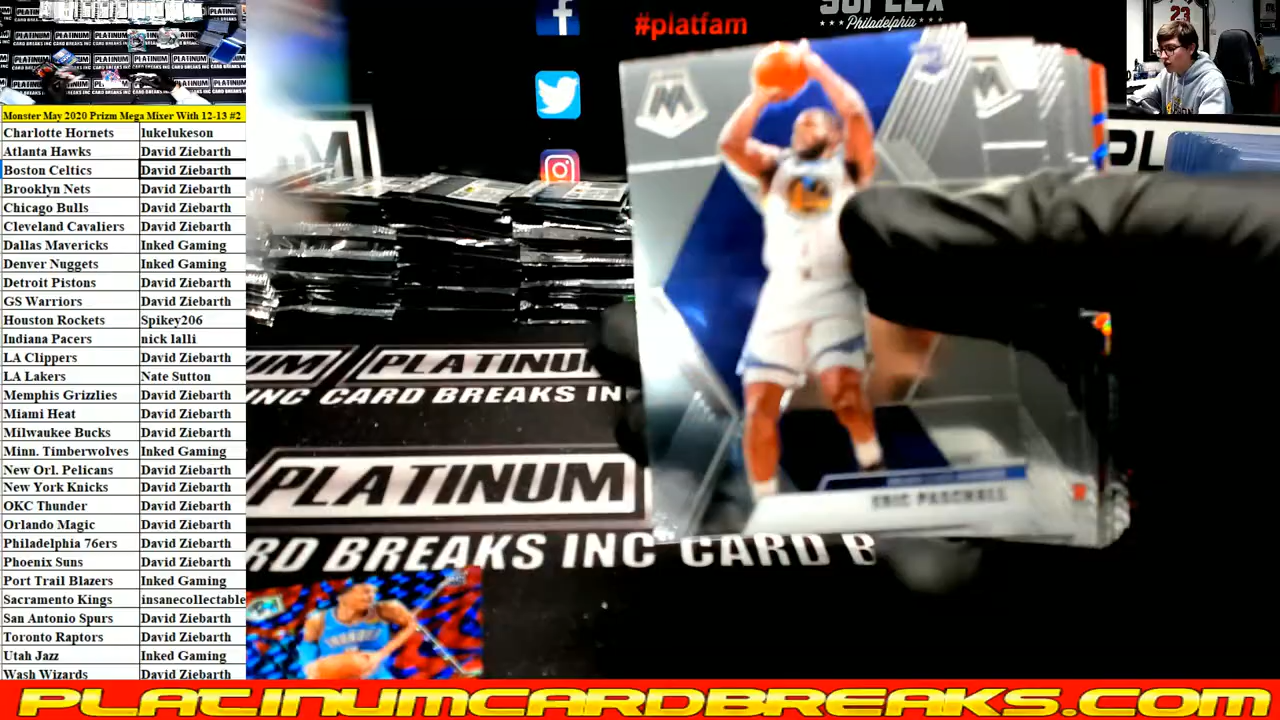 #platfam
SUPLEX
Philadelphia
23
Monster May 2020 Prizm Mega Mixer With 12-13 #2
Charlotte Hornets lukelukeson
Atlanta Hawks David Ziebarth
Boston Celtics David Ziebarth
Brooklyn Nets David Ziebarth
Chicago Bulls David Ziebarth
Cleveland Cavaliers David Ziebarth
Dallas Mavericks Inked Gaming
Denver Nuggets Inked Gaming
Detroit Pistons David Ziebarth
GS Warriors David Ziebarth
Houston Rockets Spikey206
Indiana Pacers nick lalli
LA Clippers David Ziebarth
LA Lakers Nate Sutton
Memphis Grizzlies David Ziebarth
Miami Heat David Ziebarth
Milwaukee Bucks David Ziebarth
Minn. Timberwolves Inked Gaming
New Orl. Pelicans David Ziebarth
New York Knicks David Ziebarth
OKC Thunder David Ziebarth
Orlando Magic David Ziebarth
Philadelphia 76ers David Ziebarth
Phoenix Suns David Ziebarth
Port Trail Blazers Inked Gaming
Sacramento Kings insanecollectable
San Antonio Spurs David Ziebarth
Toronto Raptors David Ziebarth
Utah Jazz Inked Gaming
Wash Wizards David Ziebarth
PL
PLATINUM
INC CARD BREAKS IN
PLATINUM
RD BREAKS INC CARD B
ERIC PASCHALL
THUNDER
PLATINUMCARDBREAKS.COM